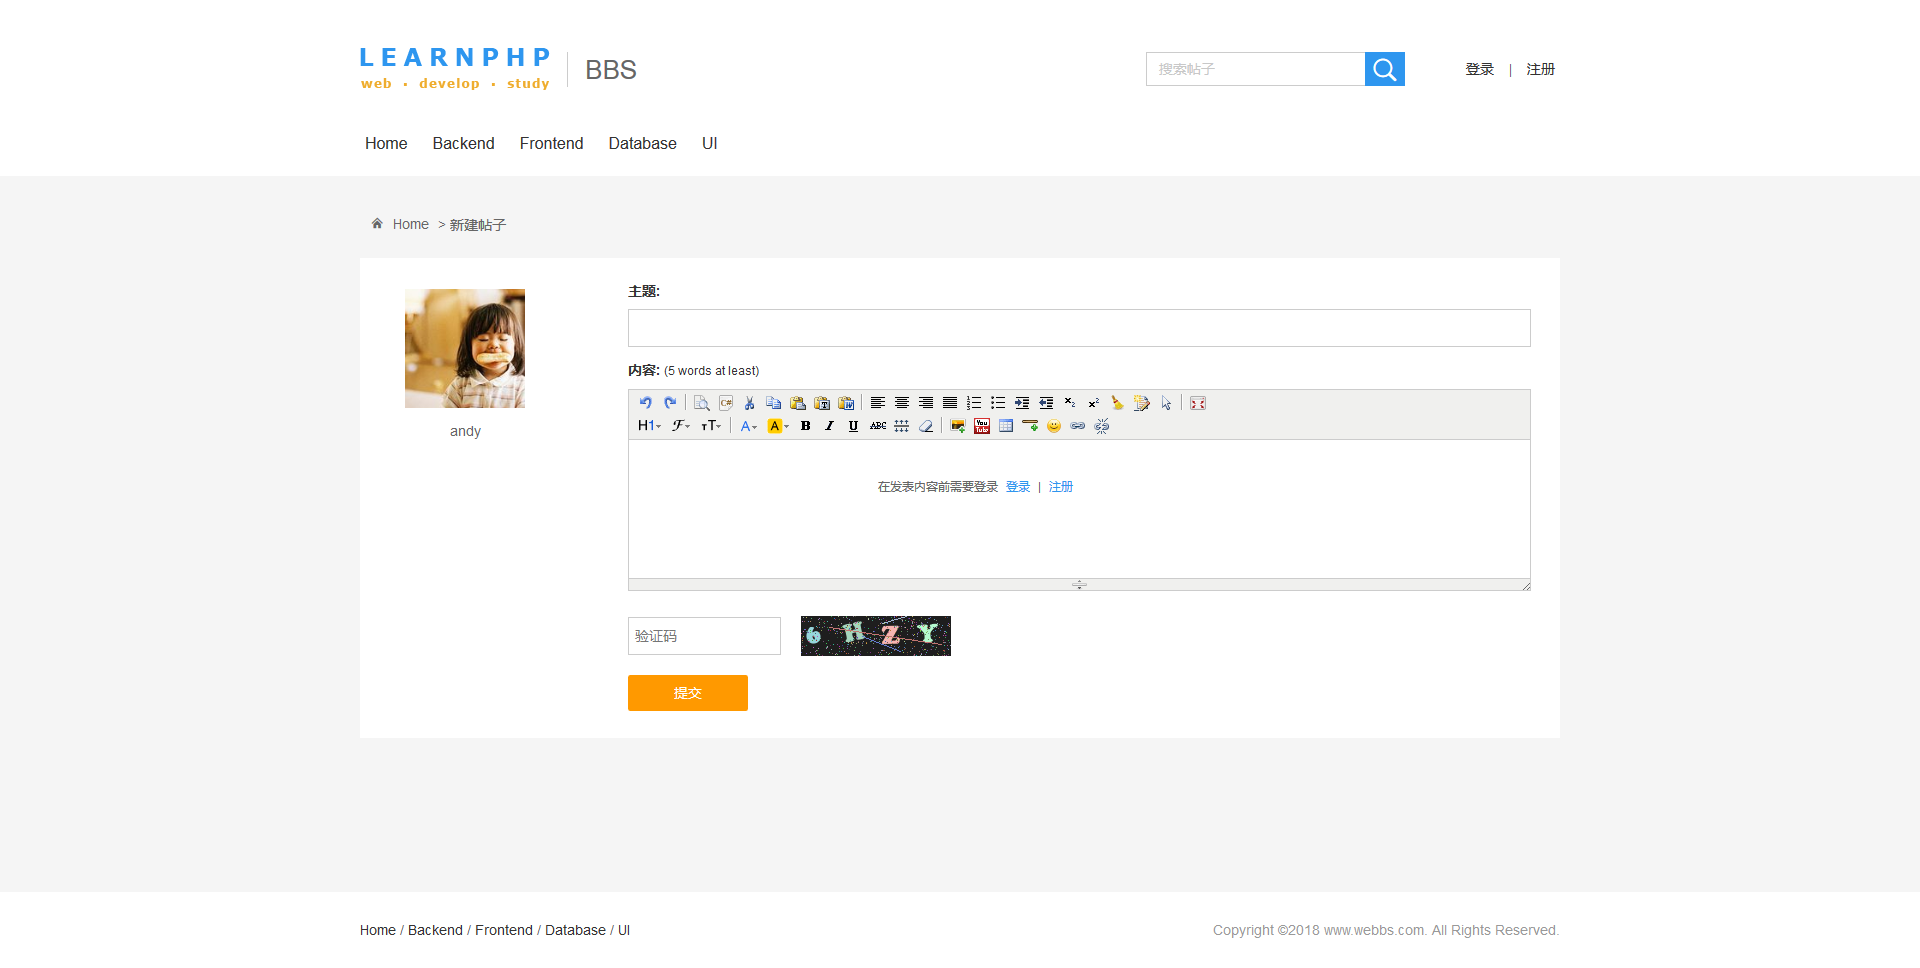 LEARNPHP
web · develop · study
BBS
搜索帖子
登录 | 注册
Home Backend Frontend Database UI
Home > 新建帖子
andy
主题:
内容: (5 words at least)
C#
T W
H1 F TT A A B I U ABC You Tube
在发表内容前需要登录 登录 | 注册
验证码
6 H Z Y
提交
Home / Backend / Frontend / Database / UI
Copyright ©2018 www.webbs.com. All Rights Reserved.